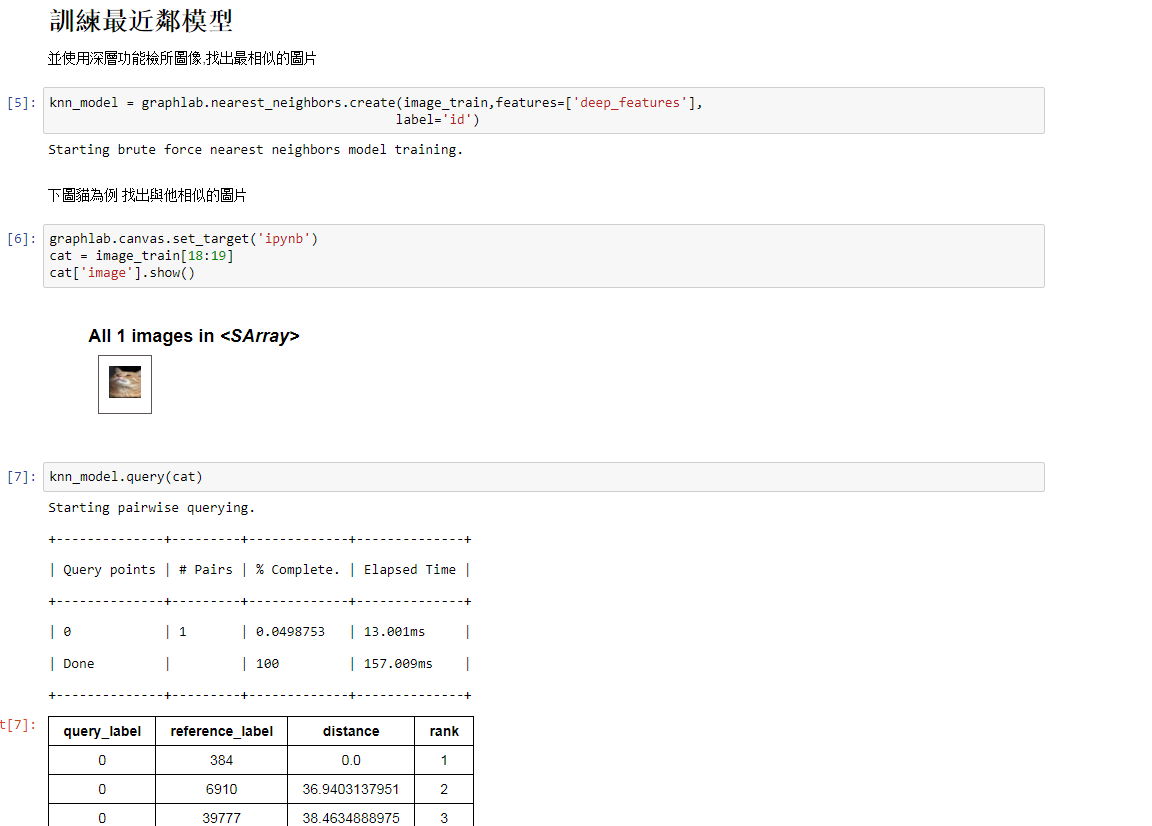 訓練最近鄰模型
並使用深層功能檢所圖像,找出最相似的圖片
[5]: knn_model = graphlab.nearest_neighbors.create(image_train,features=['deep_features'],
label='id')
Starting brute force nearest neighbors model training.
下圖貓為例 找出與他相似的圖片
[6]: graphlab.canvas.set_target('ipynb')
cat = image_train[18:19]
cat['image'].show()
All 1 images in <SArray>
[7]: knn_model.query(cat)
Starting pairwise querying.
+--------------+---------+-------------+--------------+
| Query points | # Pairs | % Complete. | Elapsed Time |
+--------------+---------+-------------+--------------+
| 0 | 1 | 0.0498753 | 13.001ms |
| Done | | 100 | 157.009ms |
+--------------+---------+-------------+--------------+
t[7]: query_label reference_label distance rank
0 384 0.0 1
0 6910 36.9403137951 2
0 39777 38.4634888975 3